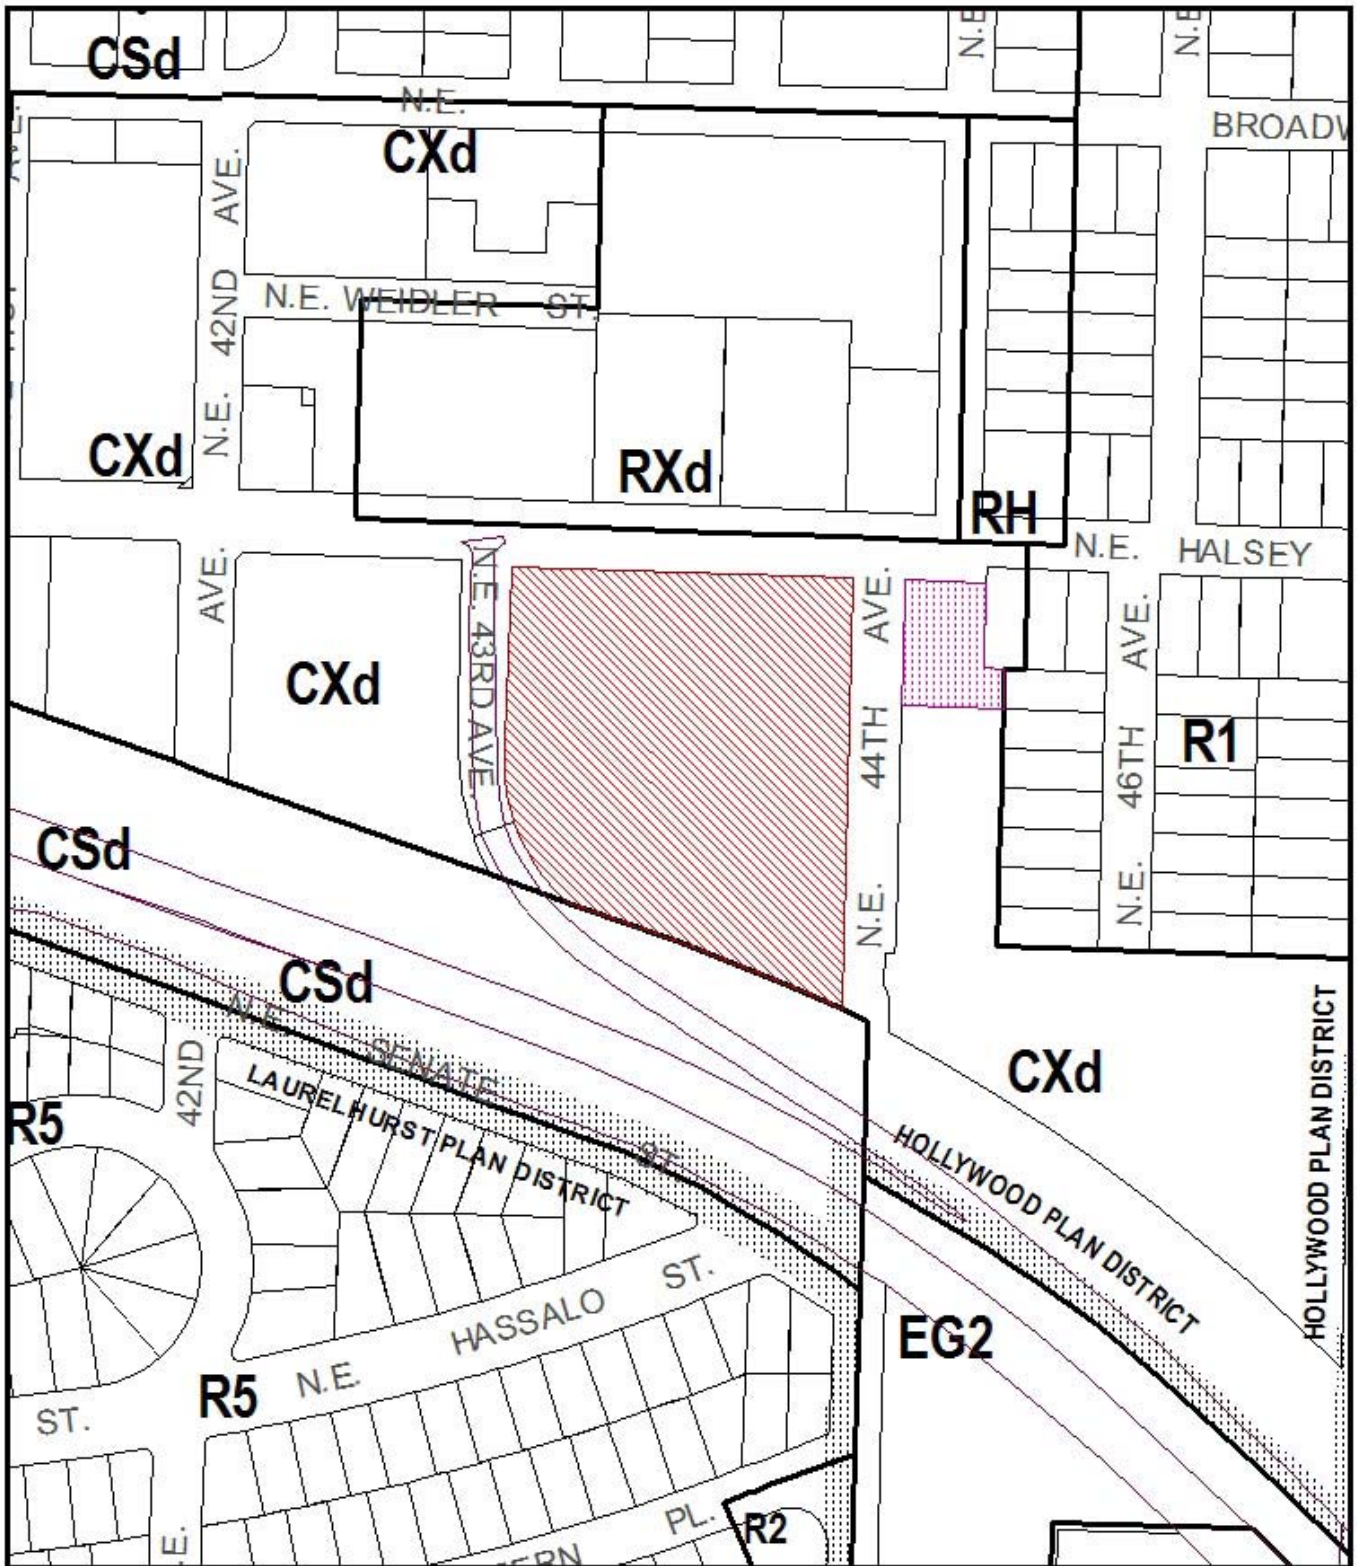 CSd
N.E.
N.E.
N.E.
BROADW
CXd
AVE.
AVE.
42ND
N.E.
N.E. WEIDLER ST.
CXd
RXd
RH
N.E. HALSEY
AVE.
N.E. 43RD AVE.
AVE.
44TH
N.E.
AVE.
46TH
N.E.
CXd
R1
CSd
CSd
N.E.
SENATE
ST.
42ND
LAURELHURST PLAN DISTRICT
R5
CXd
HOLLYWOOD PLAN DISTRICT
HOLLYWOOD PLAN DISTRICT
EG2
N.E. HASSALO ST.
R5
ST.
R2
PL.
ERN
.E.